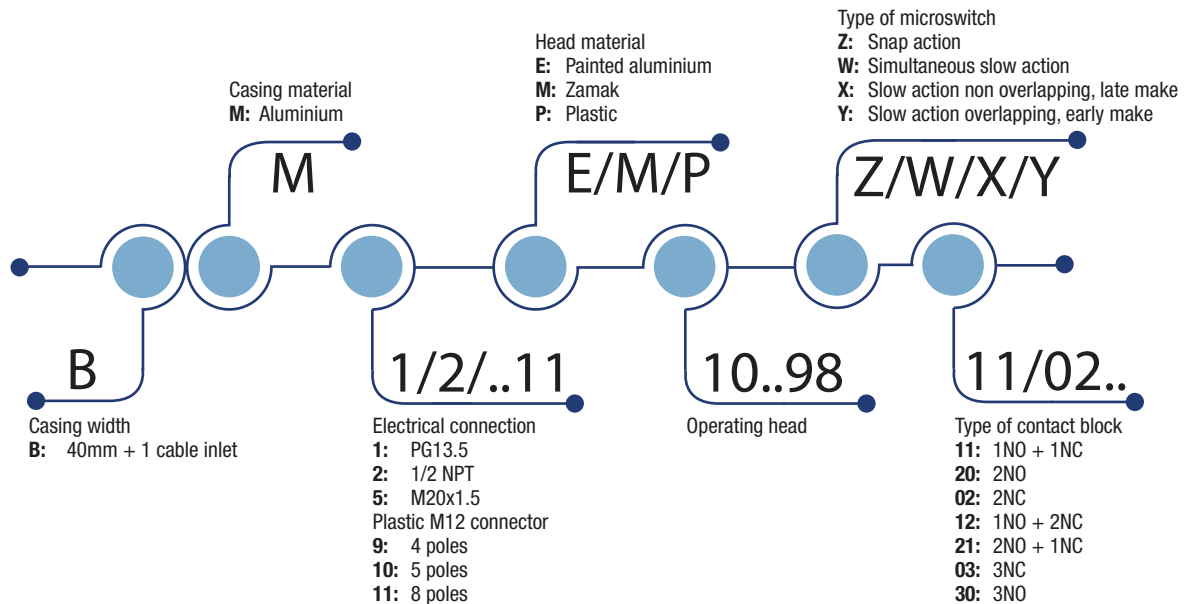 Type of microswitch
Z: Snap action
W: Simultaneous slow action
X: Slow action non overlapping, late make
Y: Slow action overlapping, early make
Head material
E: Painted aluminium
M: Zamak
P: Plastic
Casing material
M: Aluminium
M
E/M/P
Z/W/X/Y
B
1/2/..11
10..98
11/02..
Casing width
B: 40mm + 1 cable inlet
Electrical connection
1: PG13.5
2: 1/2 NPT
5: M20x1.5
Plastic M12 connector
9: 4 poles
10: 5 poles
11: 8 poles
Operating head
Type of contact block
11: 1NO + 1NC
20: 2NO
02: 2NC
12: 1NO + 2NC
21: 2NO + 1NC
03: 3NC
30: 3NO